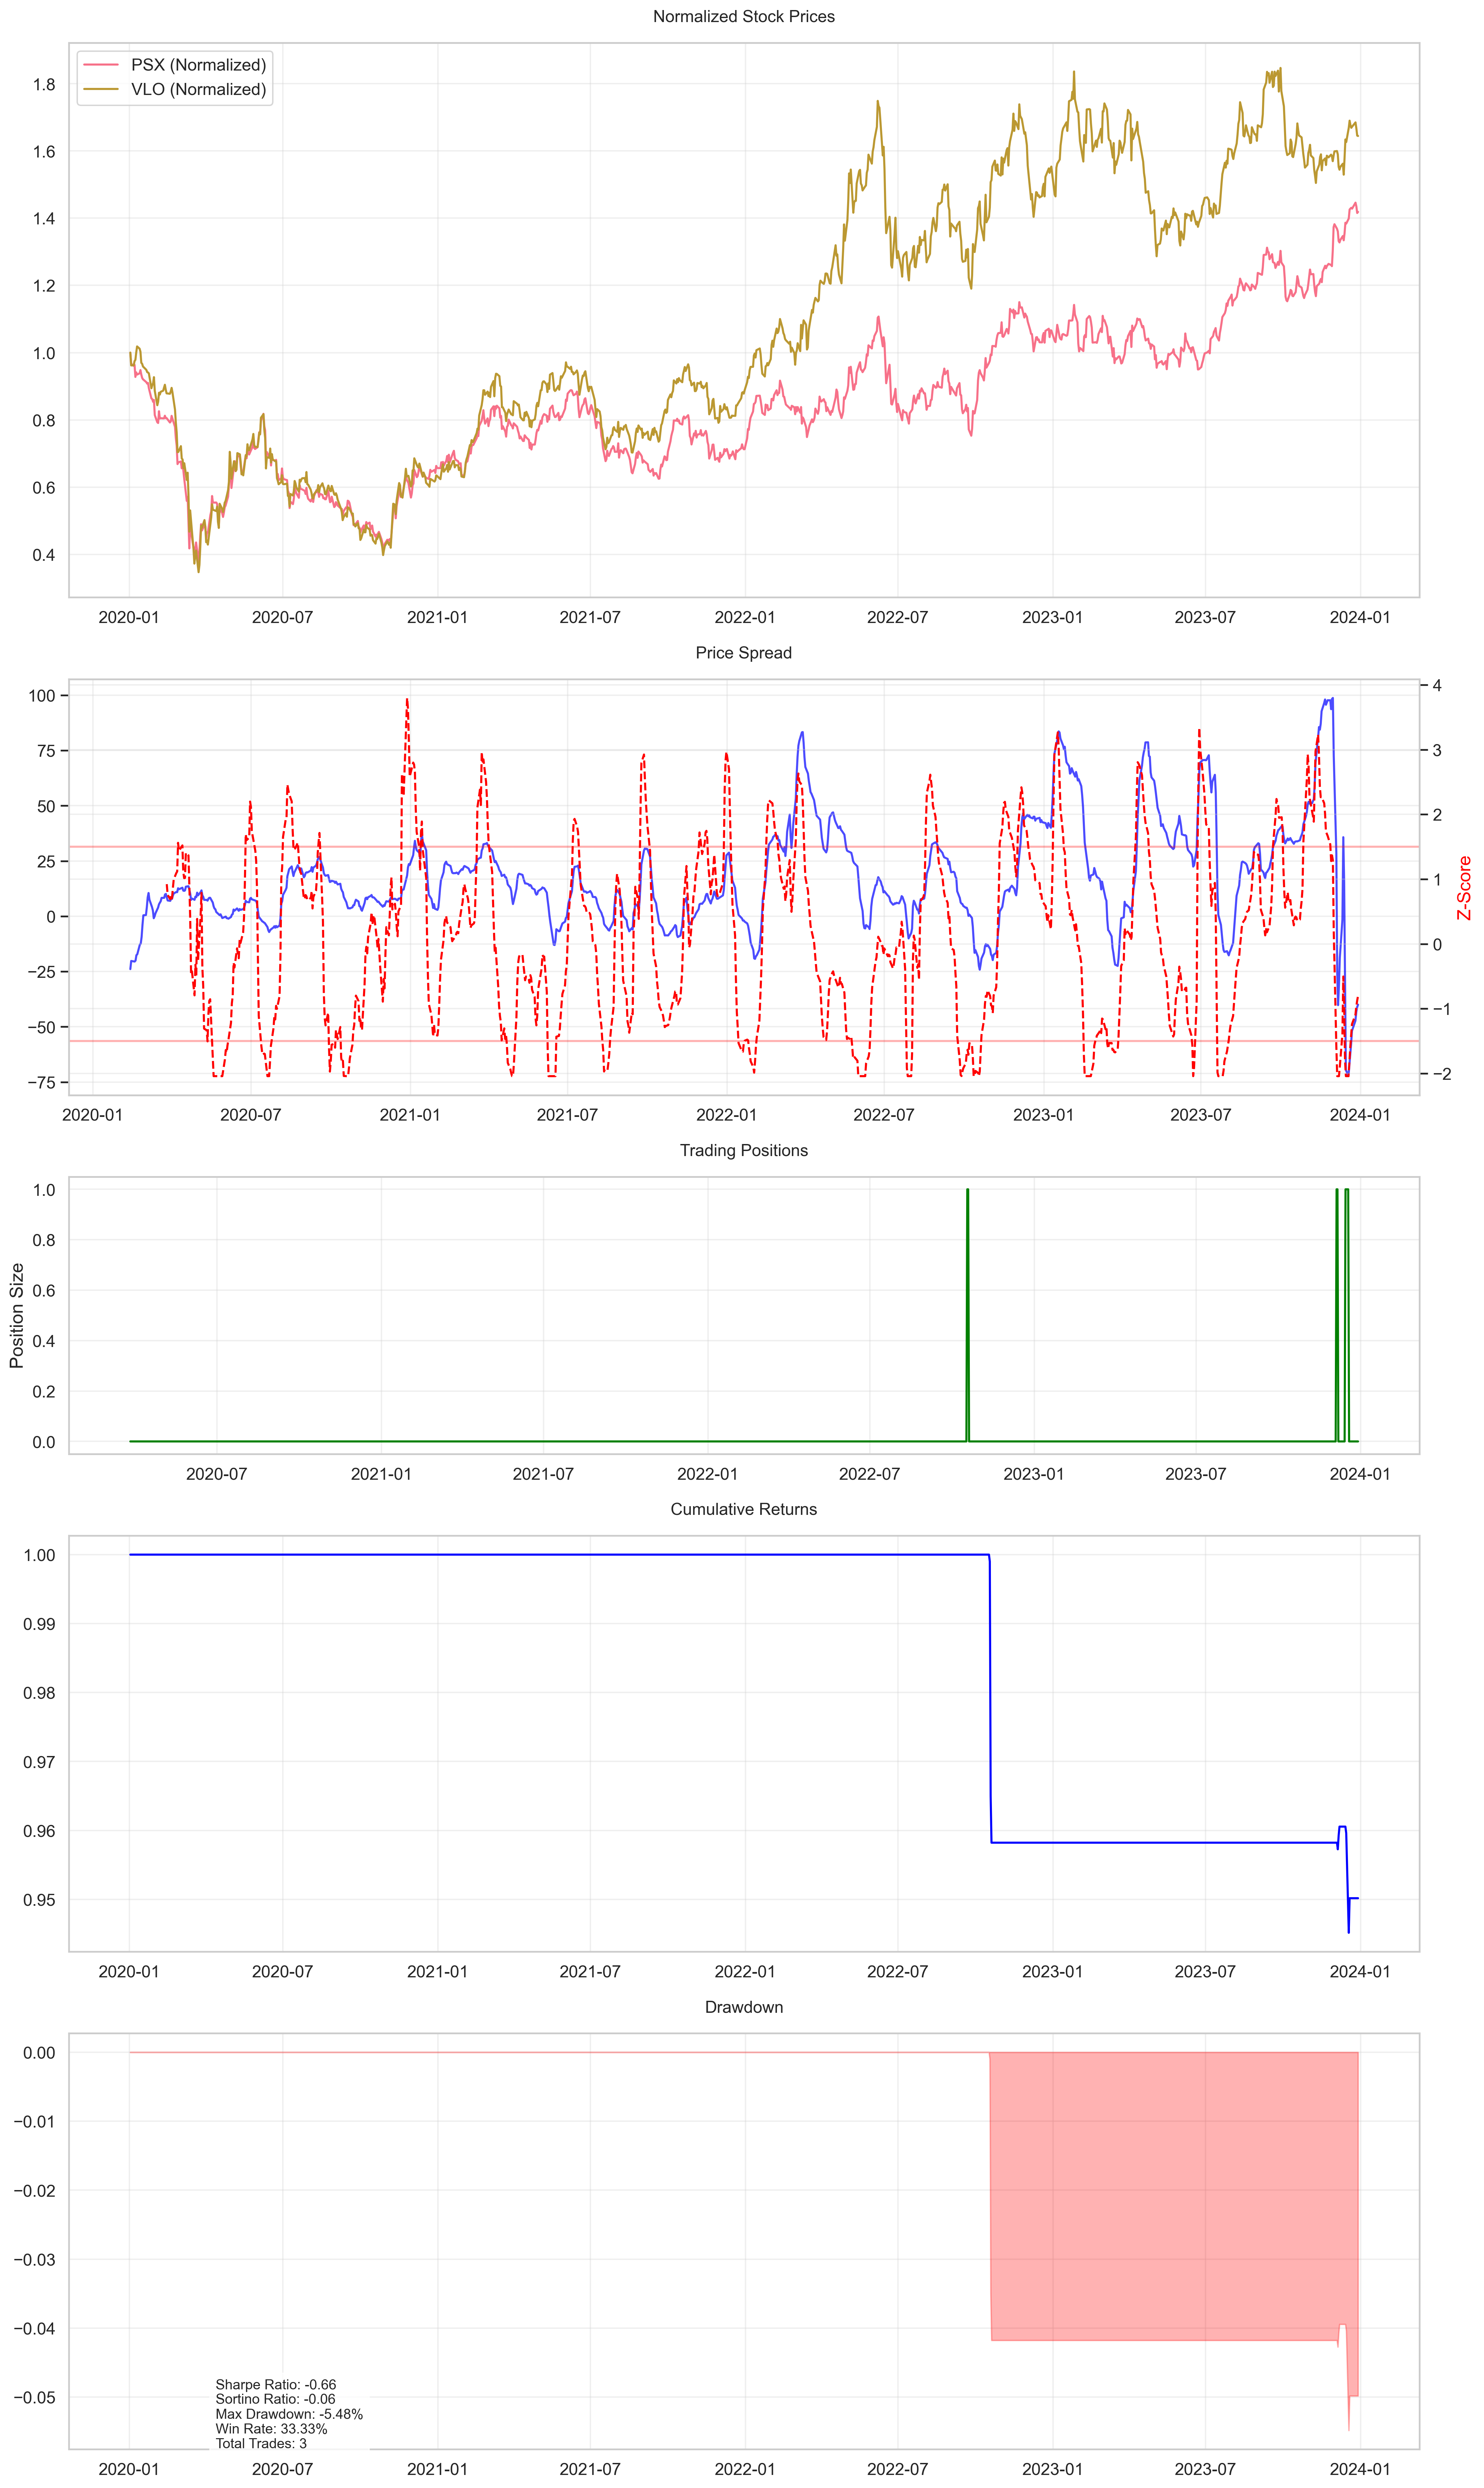 Normalized Stock Prices
PSX (Normalized)
VLO (Normalized)
1.8
1.6
1.4
1.2
1.0
0.8
0.6
0.4
2020-01 2020-07 2021-01 2021-07 2022-01 2022-07 2023-01 2023-07 2024-01
Price Spread
100
75
50
25
0
−25
−50
−75
4
3
2
1
0
−1
−2
Z-Score
2020-01 2020-07 2021-01 2021-07 2022-01 2022-07 2023-01 2023-07 2024-01
Trading Positions
Position Size
1.0
0.8
0.6
0.4
0.2
0.0
2020-07 2021-01 2021-07 2022-01 2022-07 2023-01 2023-07 2024-01
Cumulative Returns
1.00
0.99
0.98
0.97
0.96
0.95
2020-01 2020-07 2021-01 2021-07 2022-01 2022-07 2023-01 2023-07 2024-01
Drawdown
0.00
−0.01
−0.02
−0.03
−0.04
−0.05
Sharpe Ratio: -0.66
Sortino Ratio: -0.06
Max Drawdown: -5.48%
Win Rate: 33.33%
Total Trades: 3
2020-01 2020-07 2021-01 2021-07 2022-01 2022-07 2023-01 2023-07 2024-01